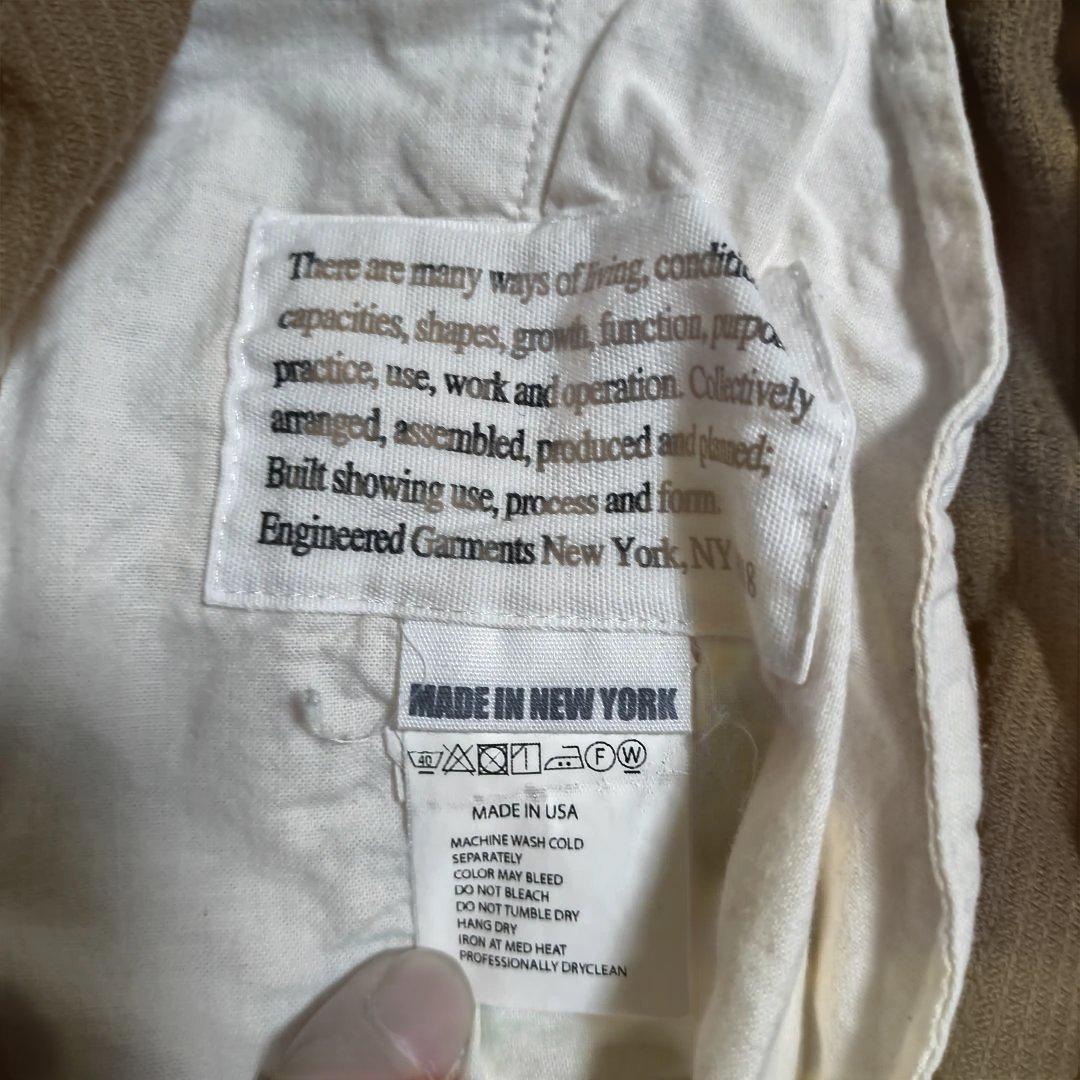 There are many ways of living, conditio
capacities, shapes, growth, function, purpo
practice, use, work and operation. Collectively
arranged, assembled, produced and planned;
Built showing use, process and form.
Engineered Garments New York, NY 8
MADE IN NEW YORK
40 F W
MADE IN USA
MACHINE WASH COLD
SEPARATELY
COLOR MAY BLEED
DO NOT BLEACH
DO NOT TUMBLE DRY
HANG DRY
IRON AT MED HEAT
PROFESSIONALLY DRYCLEAN